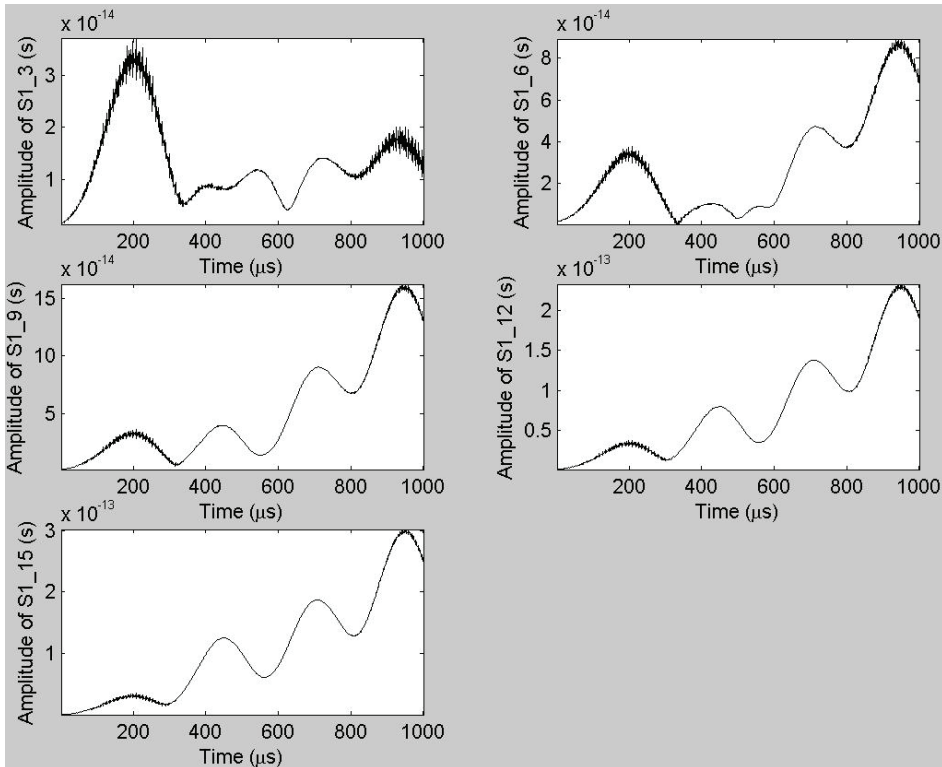 x 10-14
Amplitude of S1_3 (s)
3
2
1
200 400 600 800 1000
Time (μs)
x 10-14
Amplitude of S1_6 (s)
8
6
4
2
200 400 600 800 1000
Time (μs)
x 10-14
Amplitude of S1_9 (s)
15
10
5
200 400 600 800 1000
Time (μs)
x 10-13
Amplitude of S1_12 (s)
2
1.5
1
0.5
200 400 600 800 1000
Time (μs)
x 10-13
Amplitude of S1_15 (s)
3
2
1
200 400 600 800 1000
Time (μs)